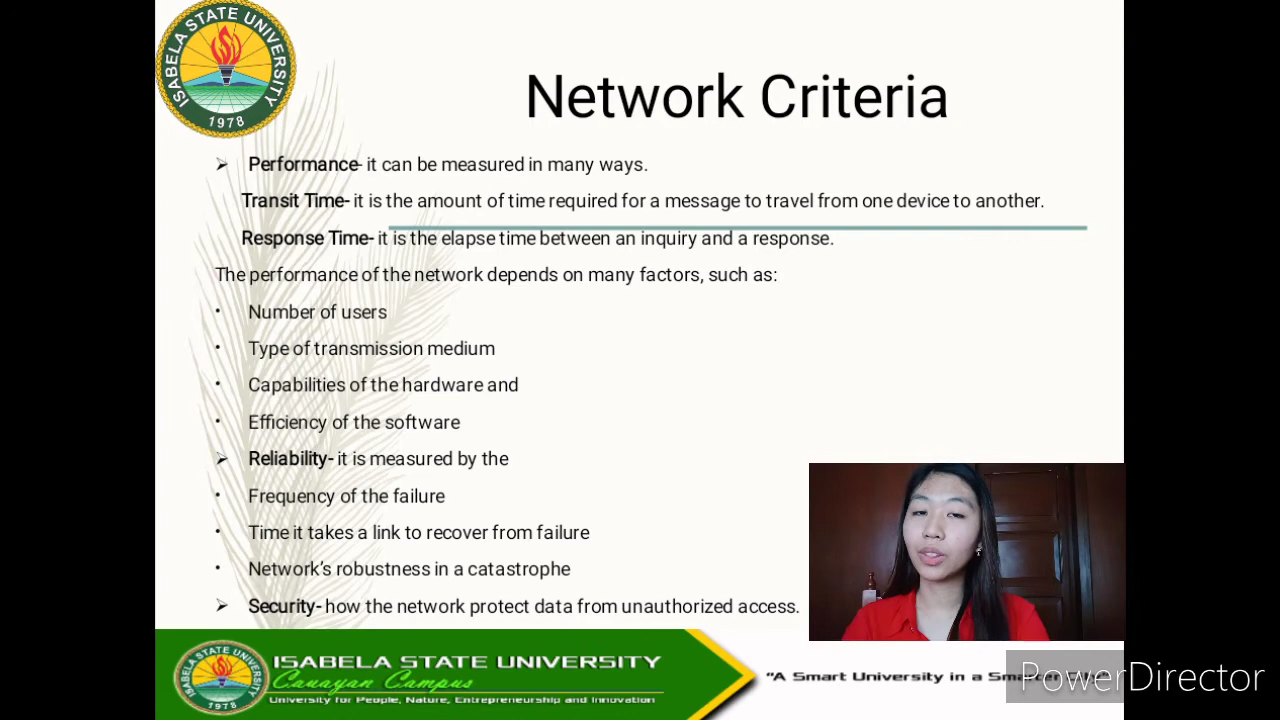 ISABELA STATE UNIVERSITY
1978
Network Criteria
➢ Performance- it can be measured in many ways.
Transit Time- it is the amount of time required for a message to travel from one device to another.
Response Time- it is the elapse time between an inquiry and a response.
The performance of the network depends on many factors, such as:
• Number of users
• Type of transmission medium
• Capabilities of the hardware and
• Efficiency of the software
➢ Reliability- it is measured by the
• Frequency of the failure
• Time it takes a link to recover from failure
• Network's robustness in a catastrophe
➢ Security- how the network protect data from unauthorized access.
ISABELA STATE UNIVERSITY
1978
ISABELA STATE UNIVERSITY
Cauayan Campus
University for People, Nature, Entrepreneurship and Innovation
"A Smart University in a
PowerDirector